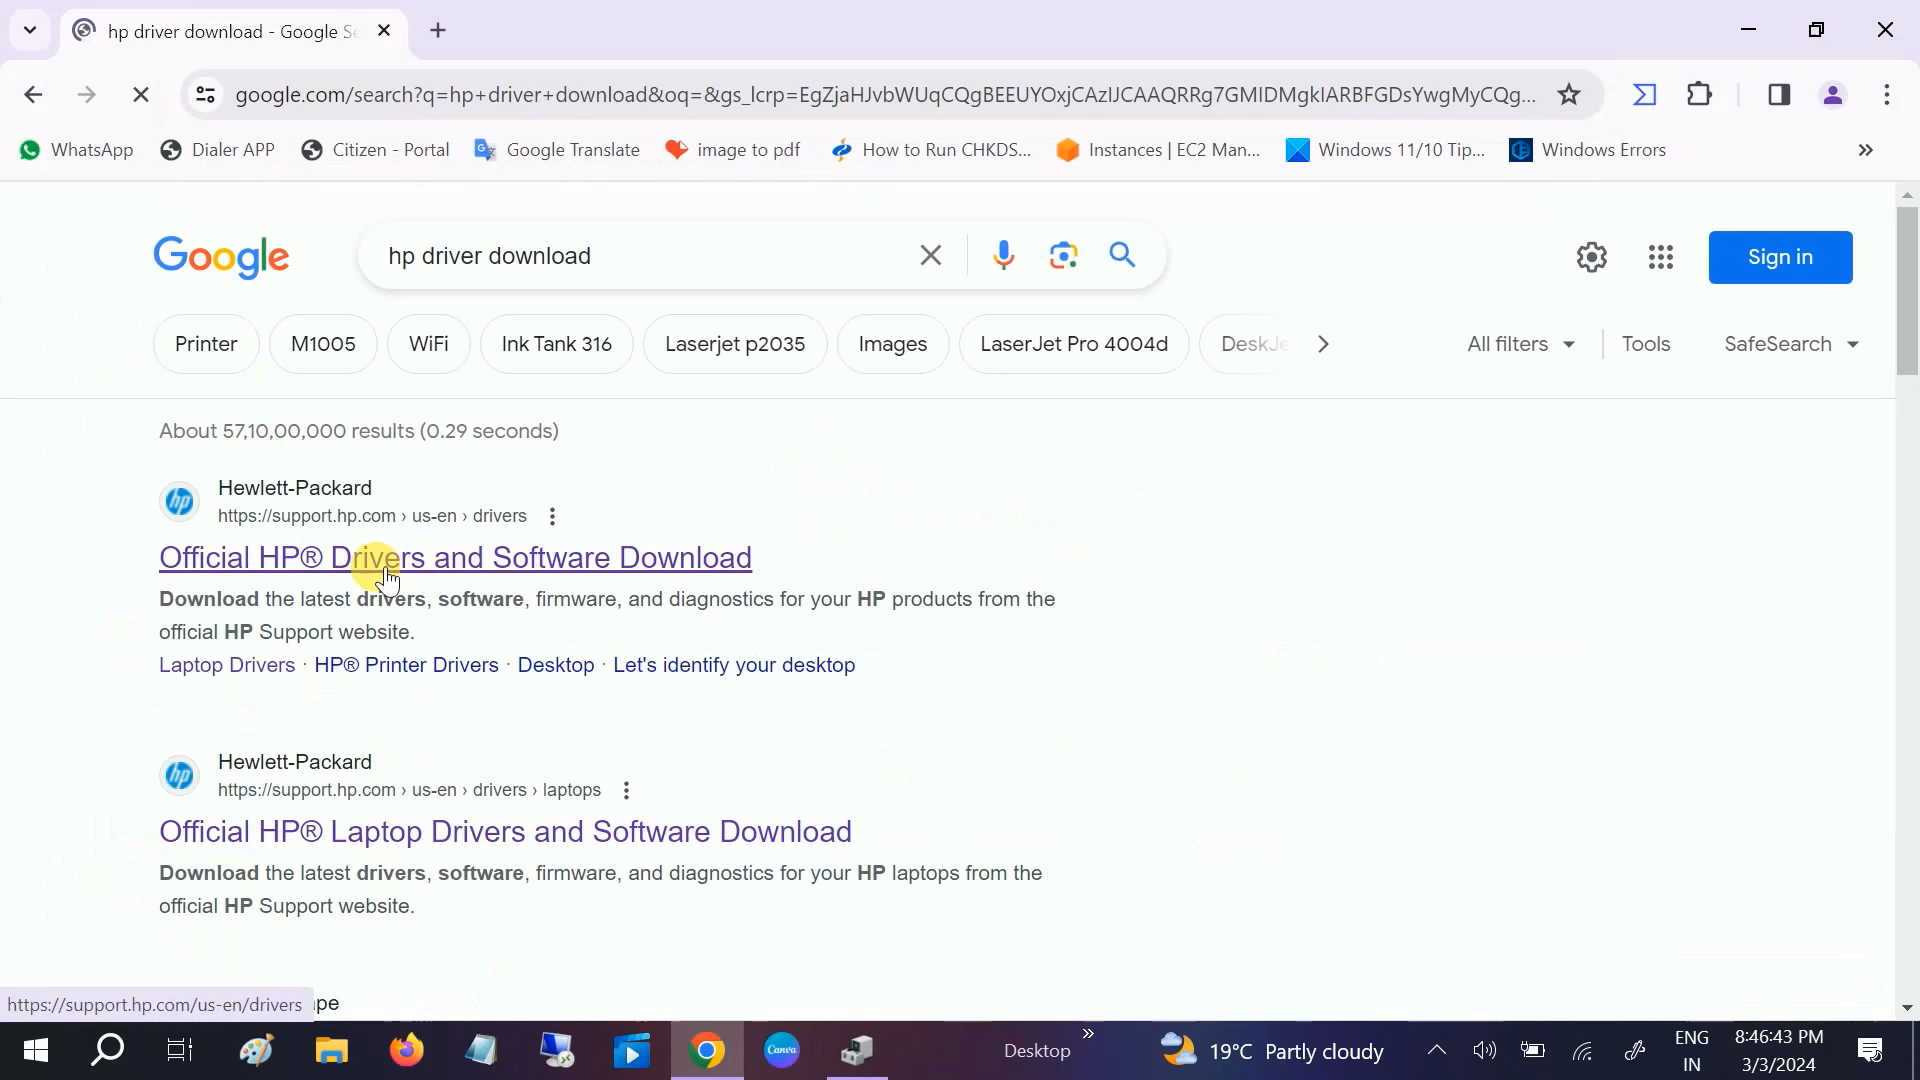 hp driver download - Google Se
google.com/search?q=hp+driver+download&oq=&gs_lcrp=EgZjaHJvbWUqCQgBEEUYOxjCAzIJCAAQRRg7GMIDMgkIARBFGDsYwgMyCQg...
WhatsApp Dialer APP Citizen - Portal Google Translate image to pdf How to Run CHKDS... Instances | EC2 Man... Windows 11/10 Tip... Windows Errors
Google hp driver download Sign in
Printer M1005 WiFi Ink Tank 316 Laserjet p2035 Images LaserJet Pro 4004d DeskJe All filters Tools SafeSearch
About 57,10,00,000 results (0.29 seconds)
hp Hewlett-Packard
https://support.hp.com › us-en › drivers
Official HP® Drivers and Software Download
Download the latest drivers, software, firmware, and diagnostics for your HP products from the
official HP Support website.
Laptop Drivers · HP® Printer Drivers · Desktop · Let's identify your desktop
hp Hewlett-Packard
https://support.hp.com › us-en › drivers › laptops
Official HP® Laptop Drivers and Software Download
Download the latest drivers, software, firmware, and diagnostics for your HP laptops from the
official HP Support website.
https://support.hp.com/us-en/drivers
Canva Desktop 19°C Partly cloudy ENG 8:46:43 PM
IN 3/3/2024